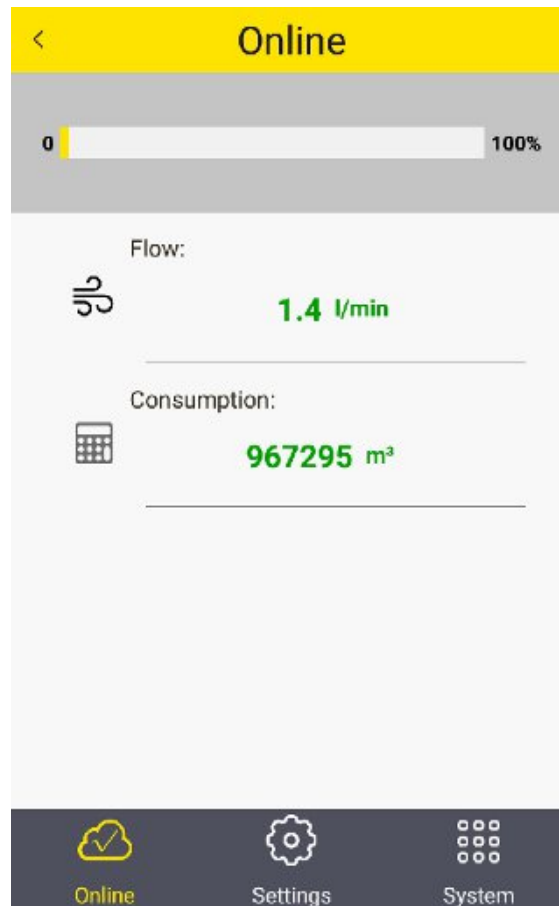 Online
0 100%
Flow:
1.4 l/min
Consumption:
967295 m³
Online Settings System